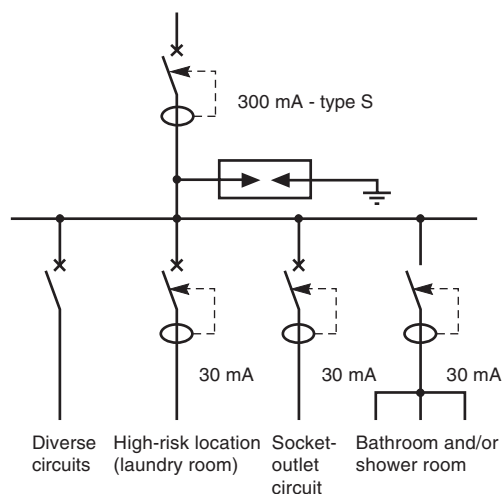 300 mA - type S
30 mA
30 mA
30 mA
Diverse
circuits
High-risk location
(laundry room)
Socket-
outlet
circuit
Bathroom and/or
shower room